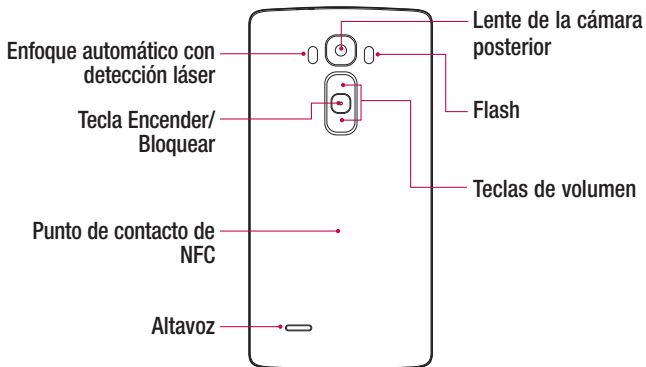 Enfoque automático con
detección láser
Tecla Encender/
Bloquear
Punto de contacto de
NFC
Altavoz
Lente de la cámara
posterior
Flash
Teclas de volumen